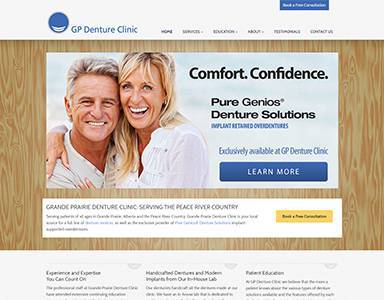 Book a Free Consultation
GP Denture Clinic
HOME SERVICES EDUCATION ABOUT TESTIMONIALS CONTACT US
Comfort. Confidence.
Pure Genios®
Denture Solutions
IMPLANT RETAINED OVERDENTURES
Exclusively available at GP Denture Clinic
LEARN MORE
GRANDE PRAIRIE DENTURE CLINIC: SERVING THE PEACE RIVER COUNTRY
Serving patients of all ages in Grande Prairie, Alberta and the Peace River Country, Grande Prairie Denture Clinic is your local
source for a full line of denture services, as well as the exclusive provider of Pure Genios® Denture Solutions implant-
supported overdentures.
Book a Free Consultation
Experience and Expertise
You Can Count On
The professional staff at Grande Prairie Denture Clinic
have attended extensive continuing education
Handcrafted Dentures and Modern
Implants from Our In-House Lab
Our denturists handcraft all the dentures made at our
clinic. We have an in-house lab that is dedicated to
Patient Education
At GP Denture Clinic we believe that the more a
patient knows about the various types of denture
solutions available and the features offered by each